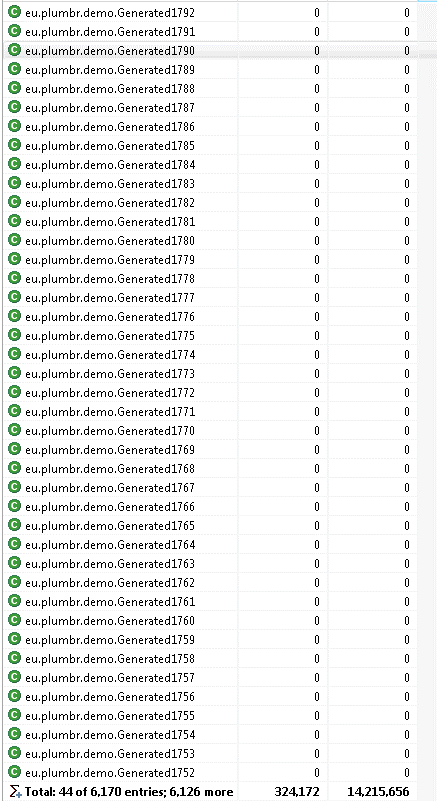 C eu.plumbr.demo.Generated1792 0 0
C eu.plumbr.demo.Generated1791 0 0
C eu.plumbr.demo.Generated1790 0 0
C eu.plumbr.demo.Generated1789 0 0
C eu.plumbr.demo.Generated1788 0 0
C eu.plumbr.demo.Generated1787 0 0
C eu.plumbr.demo.Generated1786 0 0
C eu.plumbr.demo.Generated1785 0 0
C eu.plumbr.demo.Generated1784 0 0
C eu.plumbr.demo.Generated1783 0 0
C eu.plumbr.demo.Generated1782 0 0
C eu.plumbr.demo.Generated1781 0 0
C eu.plumbr.demo.Generated1780 0 0
C eu.plumbr.demo.Generated1779 0 0
C eu.plumbr.demo.Generated1778 0 0
C eu.plumbr.demo.Generated1777 0 0
C eu.plumbr.demo.Generated1776 0 0
C eu.plumbr.demo.Generated1775 0 0
C eu.plumbr.demo.Generated1774 0 0
C eu.plumbr.demo.Generated1773 0 0
C eu.plumbr.demo.Generated1772 0 0
C eu.plumbr.demo.Generated1771 0 0
C eu.plumbr.demo.Generated1770 0 0
C eu.plumbr.demo.Generated1769 0 0
C eu.plumbr.demo.Generated1768 0 0
C eu.plumbr.demo.Generated1767 0 0
C eu.plumbr.demo.Generated1766 0 0
C eu.plumbr.demo.Generated1765 0 0
C eu.plumbr.demo.Generated1764 0 0
C eu.plumbr.demo.Generated1763 0 0
C eu.plumbr.demo.Generated1762 0 0
C eu.plumbr.demo.Generated1761 0 0
C eu.plumbr.demo.Generated1760 0 0
C eu.plumbr.demo.Generated1759 0 0
C eu.plumbr.demo.Generated1758 0 0
C eu.plumbr.demo.Generated1757 0 0
C eu.plumbr.demo.Generated1756 0 0
C eu.plumbr.demo.Generated1755 0 0
C eu.plumbr.demo.Generated1754 0 0
C eu.plumbr.demo.Generated1753 0 0
C eu.plumbr.demo.Generated1752 0 0
Σ+ Total: 44 of 6,170 entries; 6,126 more 324,172 14,215,656